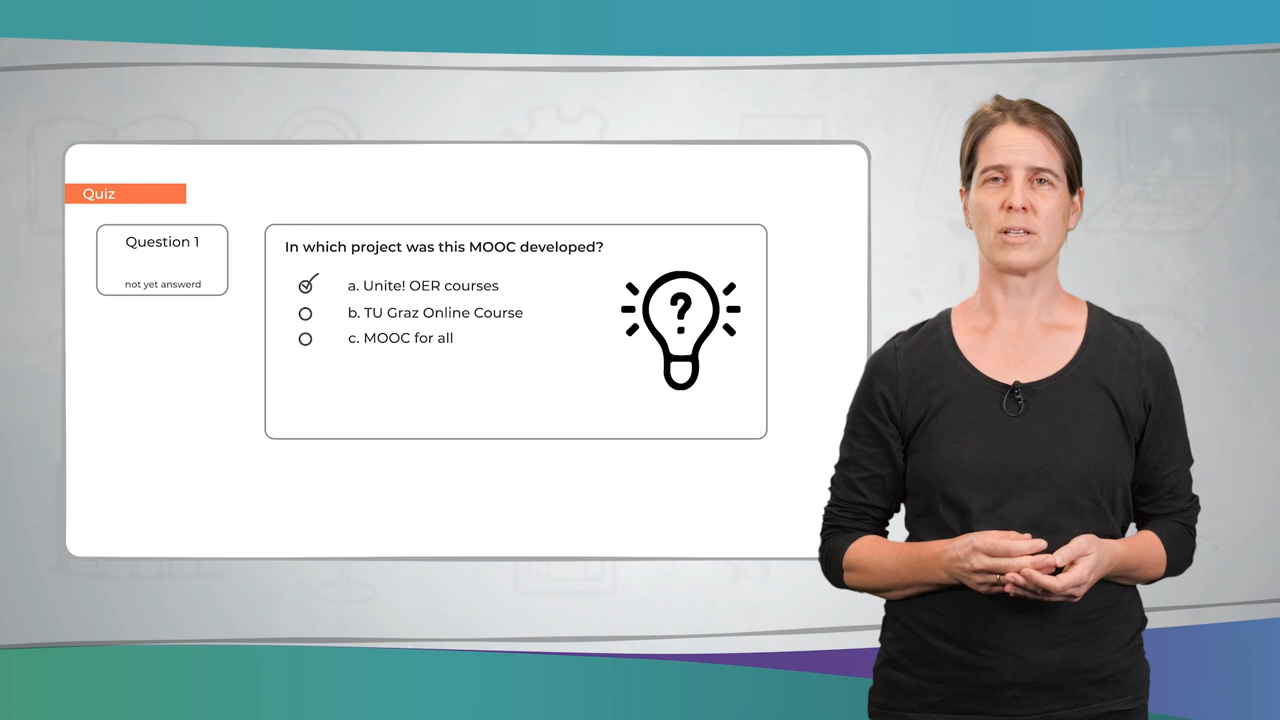 Quiz
Question 1
not yet answerd
In which project was this MOOC developed?
a. Unite! OER courses
b. TU Graz Online Course
c. MOOC for all
?